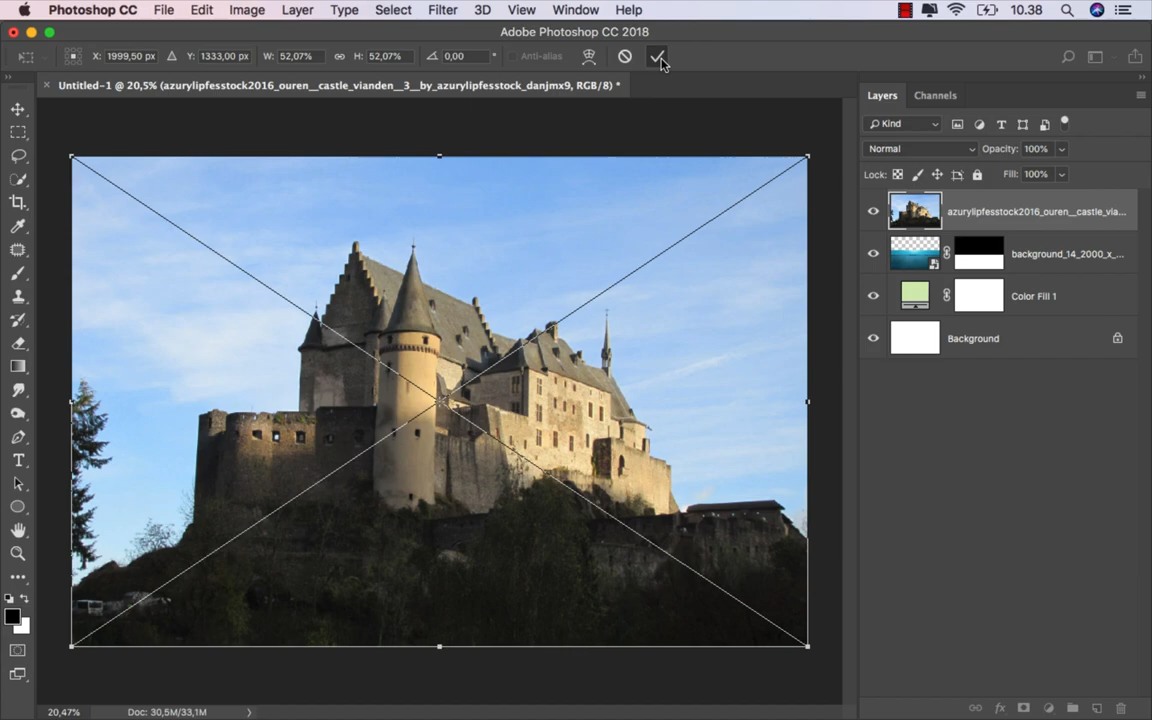 Photoshop CC File Edit Image Layer Type Select Filter 3D View Window Help 10.38
Adobe Photoshop CC 2018
X: 1999,50 px Y: 1333,00 px W: 52,07% H: 52,07% 0,00 ° Anti-alias
Untitled-1 @ 20,5% (azurylipfesstock2016_ouren__castle_vianden__3__by_azurylipfesstock_danjmx9, RGB/8) *
Layers Channels
Kind
Normal Opacity: 100%
Lock: Fill: 100%
azurylipfesstock2016_ouren__castle_via...
background_14_2000_x_...
Color Fill 1
Background
20,47% Doc: 30,5M/33,1M